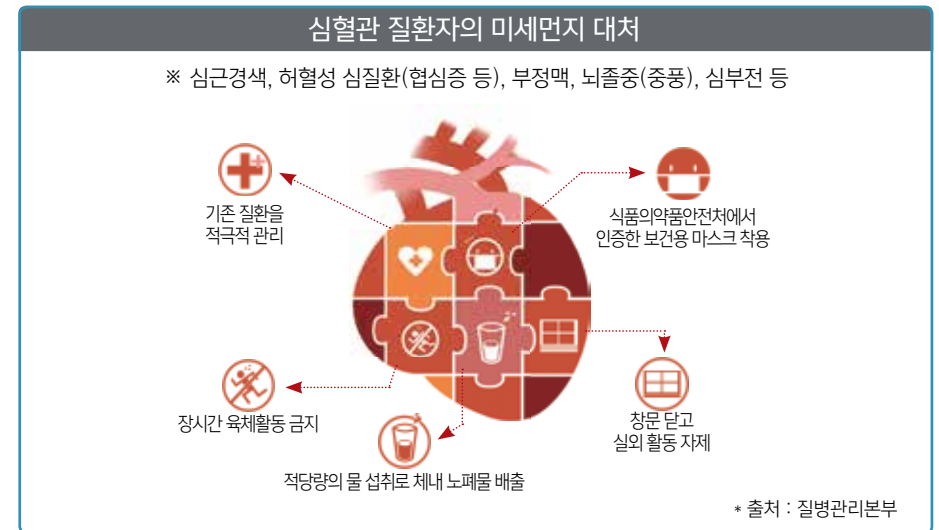 심혈관 질환자의 미세먼지 대처
※ 심근경색, 허혈성 심질환(협심증 등), 부정맥, 뇌졸중(중풍), 심부전 등
기존 질환을
적극적 관리
식품의약품안전처에서
인증한 보건용 마스크 착용
장시간 육체활동 금지
창문 닫고
실외 활동 자제
적당량의 물 섭취로 체내 노폐물 배출
* 출처 : 질병관리본부